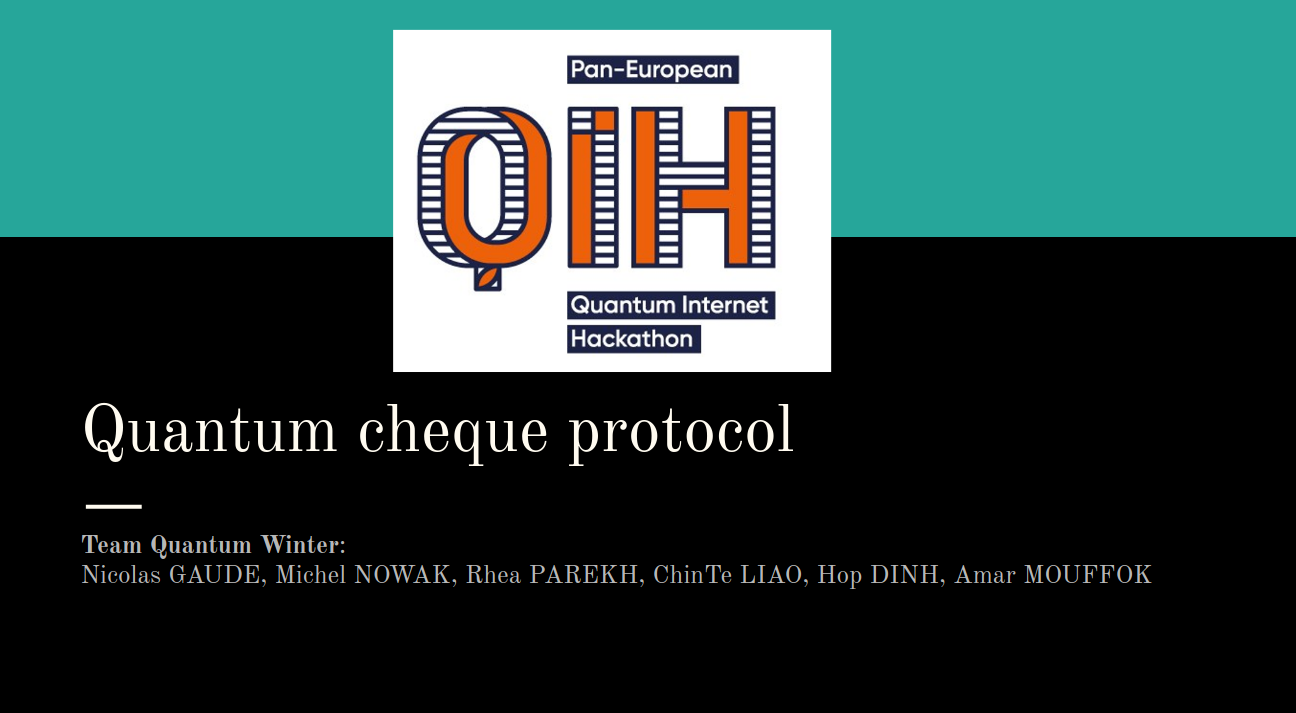 Pan-European
QiH
Quantum Internet
Hackathon
Quantum cheque protocol
Team Quantum Winter:
Nicolas GAUDE, Michel NOWAK, Rhea PAREKH, ChinTe LIAO, Hop DINH, Amar MOUFFOK